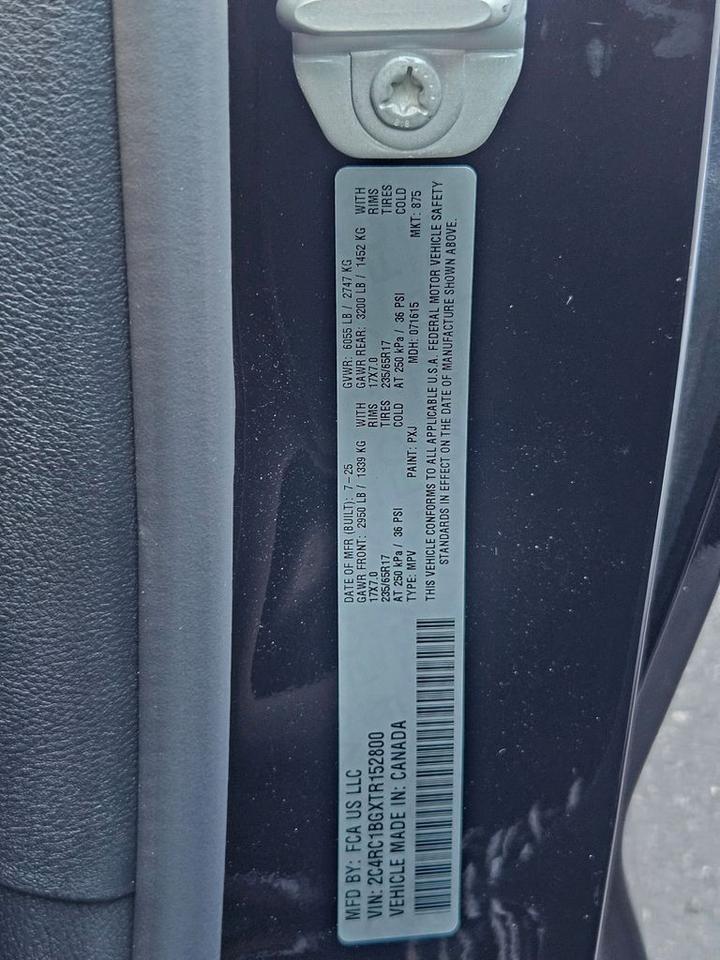 MFD BY: FCA US LLC
VIN: 2C4RC1BGXTR152800
VEHICLE MADE IN: CANADA
DATE OF MFR (BUILT): 7-25 GVWR: 6055 LB / 2747 KG
GAWR FRONT: 2950 LB / 1339 KG WITH GAWR REAR: 3200 LB / 1452 KG WITH
17X7.0 RIMS 17X7.0 RIMS
235/65R17 TIRES 235/65R17 TIRES
AT 250 kPa / 36 PSI COLD AT 250 kPa / 36 PSI COLD
TYPE: MPV PAINT: PXJ MDH: 071615 MKT: 875
THIS VEHICLE CONFORMS TO ALL APPLICABLE U.S.A. FEDERAL MOTOR VEHICLE SAFETY
STANDARDS IN EFFECT ON THE DATE OF MANUFACTURE SHOWN ABOVE.